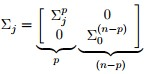 Σ_j = [ Σ_j^p 0 ; 0 Σ_0^{(n−p)} ]
p (n−p)